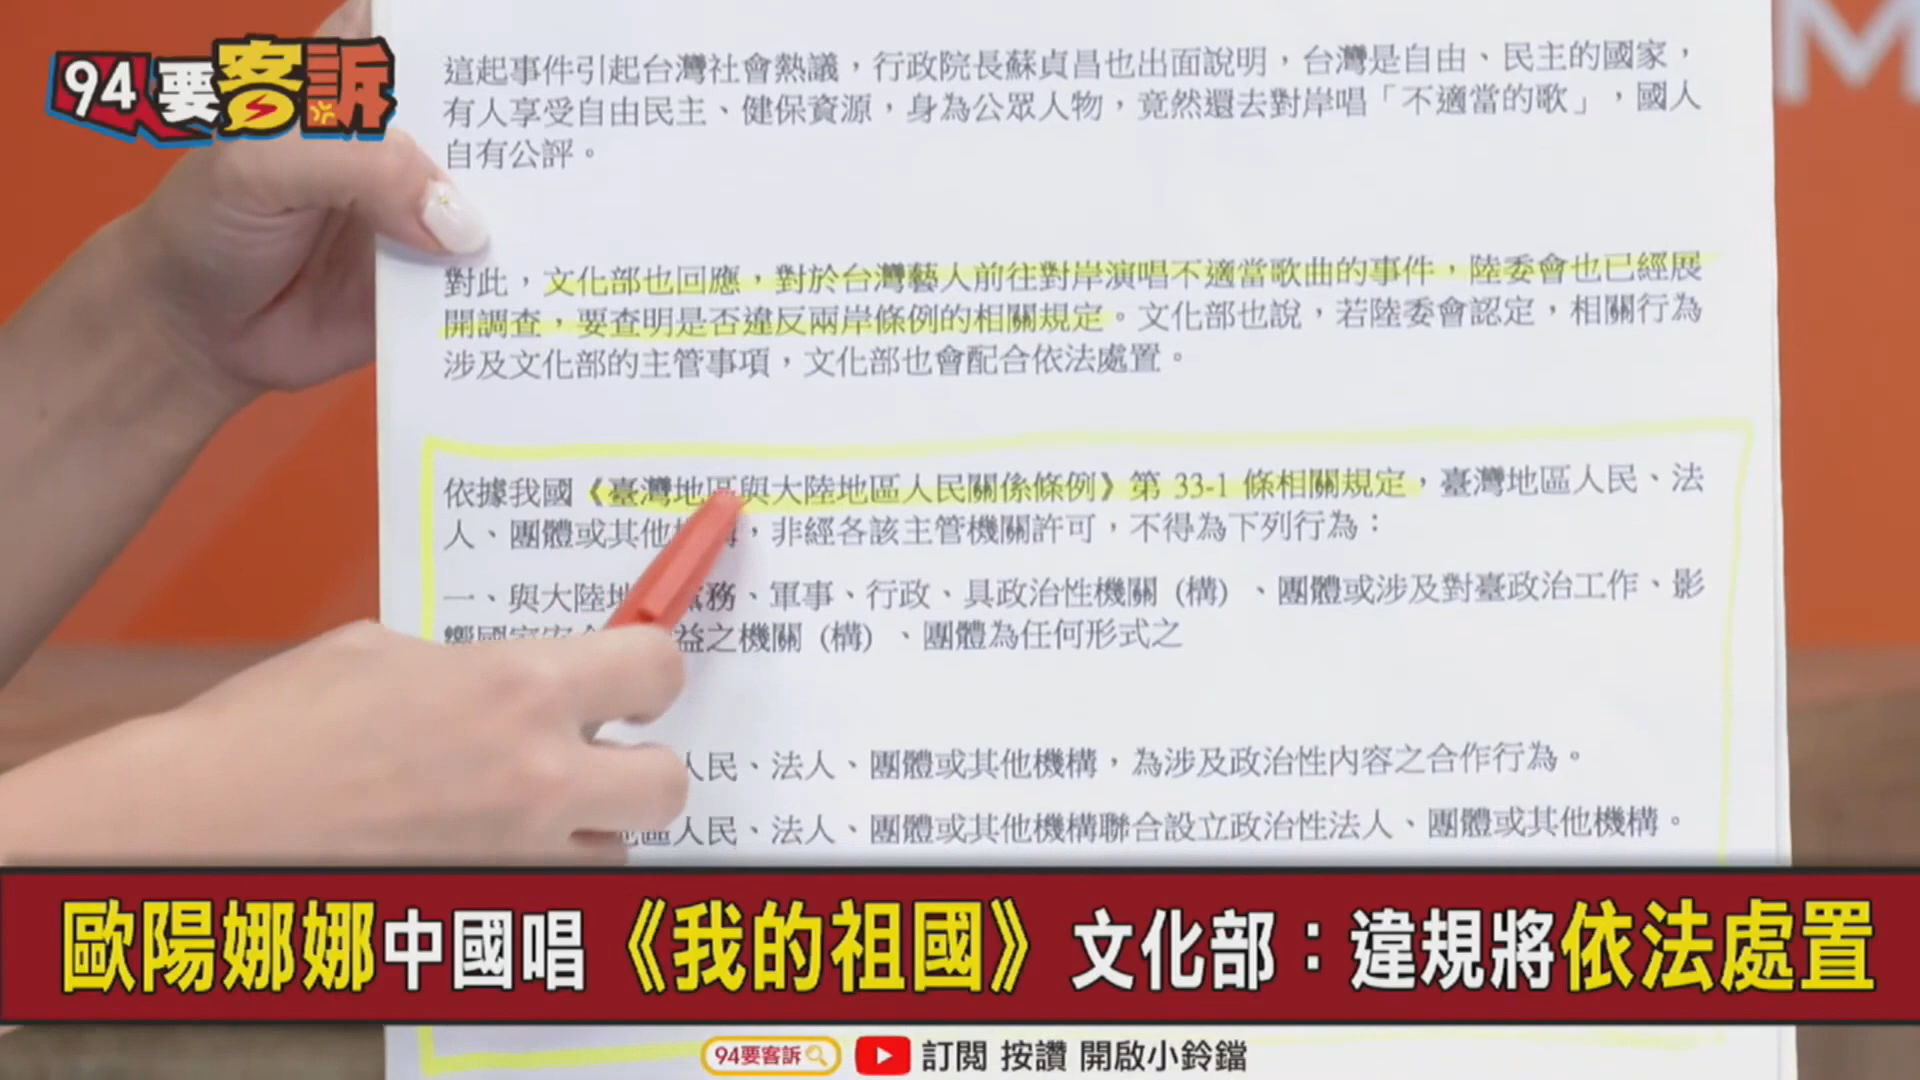 94要客訴
這起事件引起台灣社會熱議，行政院長蘇貞昌也出面說明，台灣是自由、民主的國家，
有人享受自由民主、健保資源，身為公眾人物，竟然還去對岸唱「不適當的歌」，國人
自有公評。
對此，文化部也回應，對於台灣藝人前往對岸演唱不適當歌曲的事件，陸委會也已經展
開調查，要查明是否違反兩岸條例的相關規定。文化部也說，若陸委會認定，相關行為
涉及文化部的主管事項，文化部也會配合依法處置。
依據我國《臺灣地區與大陸地區人民關係條例》第 33-1 條相關規定，臺灣地區人民、法
人、團體或其他，非經各該主管機關許可，不得為下列行為：
一、與大陸地 務、軍事、行政、具政治性機關 (構) 、團體或涉及對臺政治工作、影
響國家安 益之機關 (構) 、團體為任何形式之
人民、法人、團體或其他機構，為涉及政治性內容之合作行為。
地區人民、法人、團體或其他機構聯合設立政治性法人、團體或其他機構。
歐陽娜娜中國唱《我的祖國》文化部：違規將依法處置
94要客訴 訂閱 按讚 開啟小鈴鐺